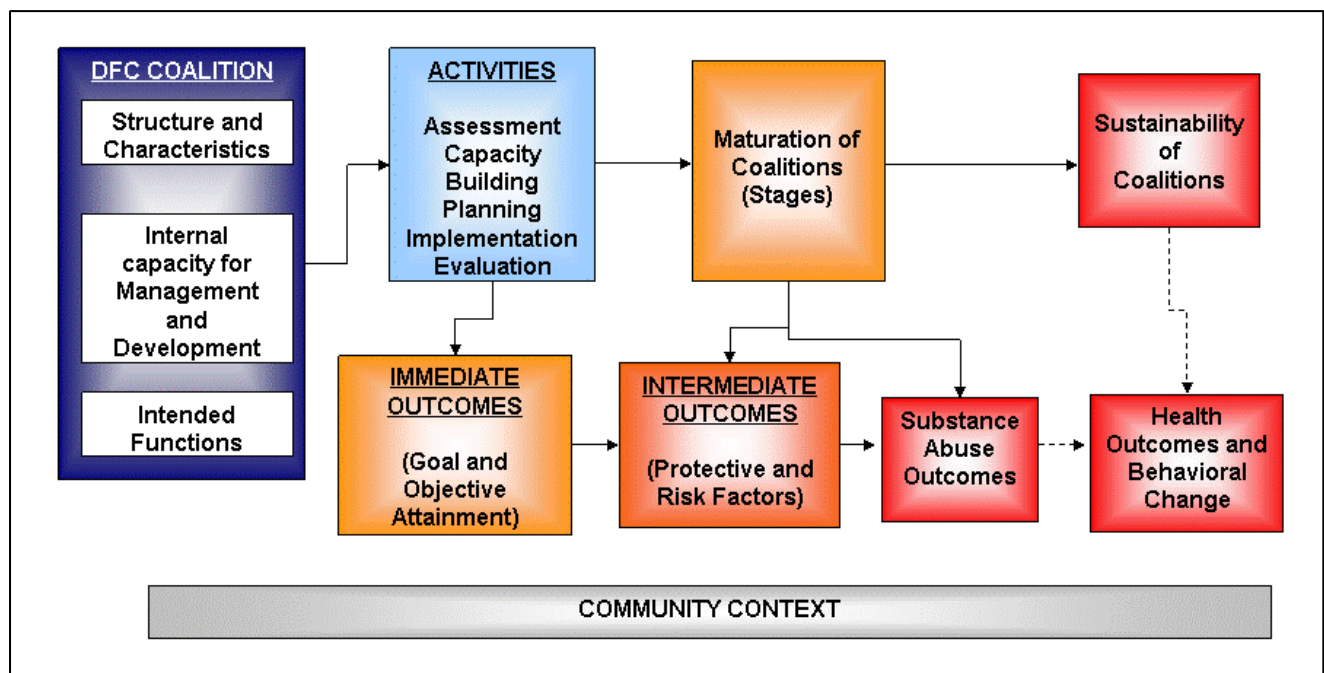 DFC COALITION
Structure and
Characteristics
Internal
capacity for
Management
and
Development
Intended
Functions
ACTIVITIES
Assessment
Capacity
Building
Planning
Implementation
Evaluation
Maturation of
Coalitions
(Stages)
Sustainability
of
Coalitions
IMMEDIATE
OUTCOMES
(Goal and
Objective
Attainment)
INTERMEDIATE
OUTCOMES
(Protective and
Risk Factors)
Substance
Abuse
Outcomes
Health
Outcomes and
Behavioral
Change
COMMUNITY CONTEXT